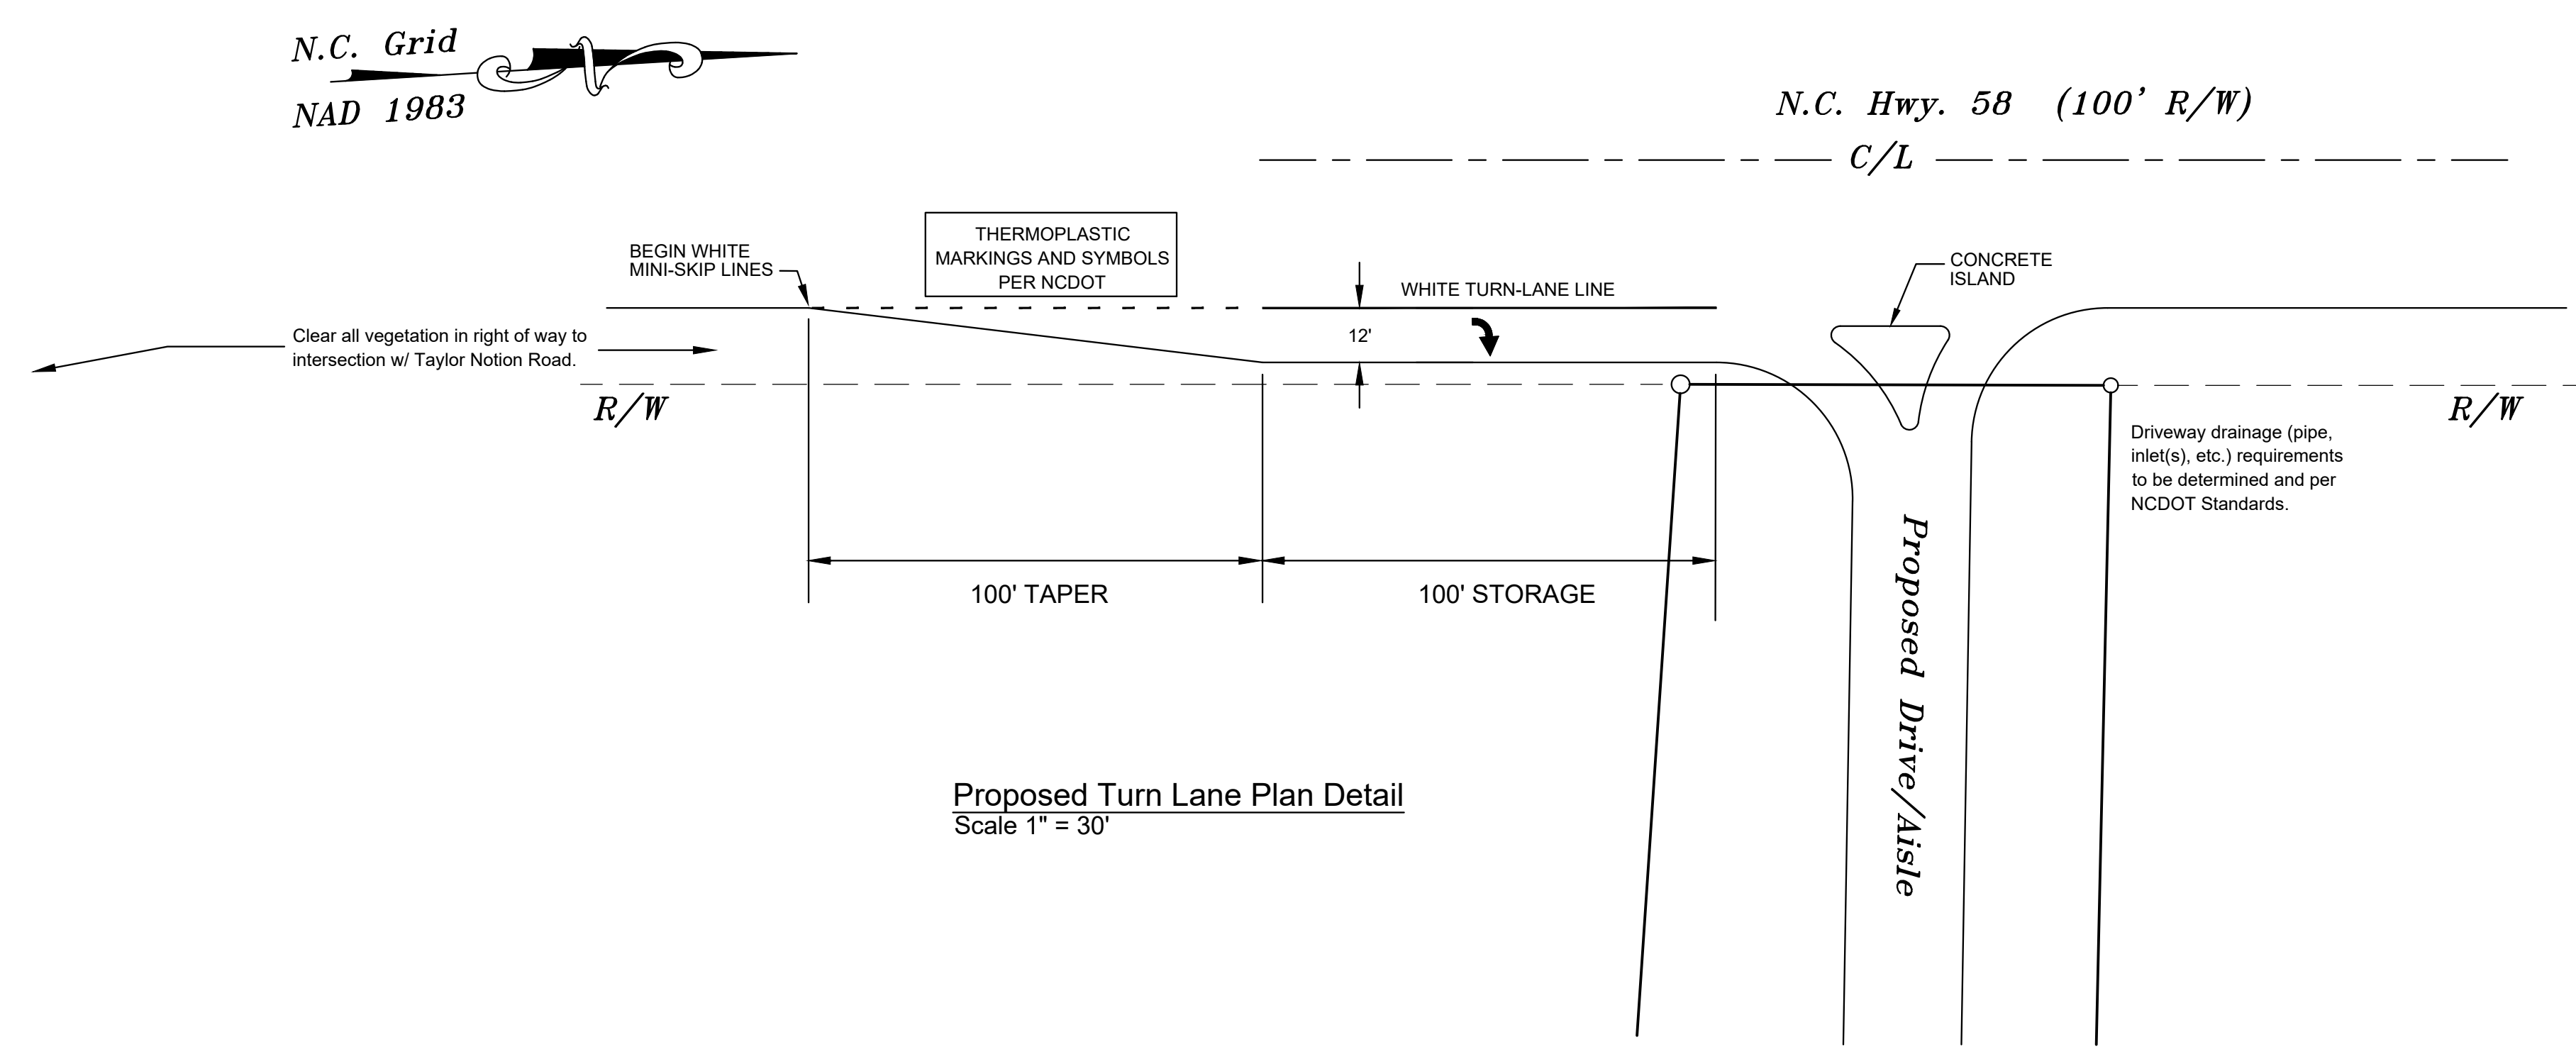 N.C. Grid
NAD 1983
N.C. Hwy. 58 (100' R/W)
C/L
THERMOPLASTIC
MARKINGS AND SYMBOLS
PER NCDOT
BEGIN WHITE
MINI-SKIP LINES
WHITE TURN-LANE LINE
CONCRETE
ISLAND
Clear all vegetation in right of way to
intersection w/ Taylor Notion Road.
12'
R/W
R/W
Driveway drainage (pipe,
inlet(s), etc.) requirements
to be determined and per
NCDOT Standards.
100' TAPER
100' STORAGE
Proposed Drive/Aisle
Proposed Turn Lane Plan Detail
Scale 1" = 30'